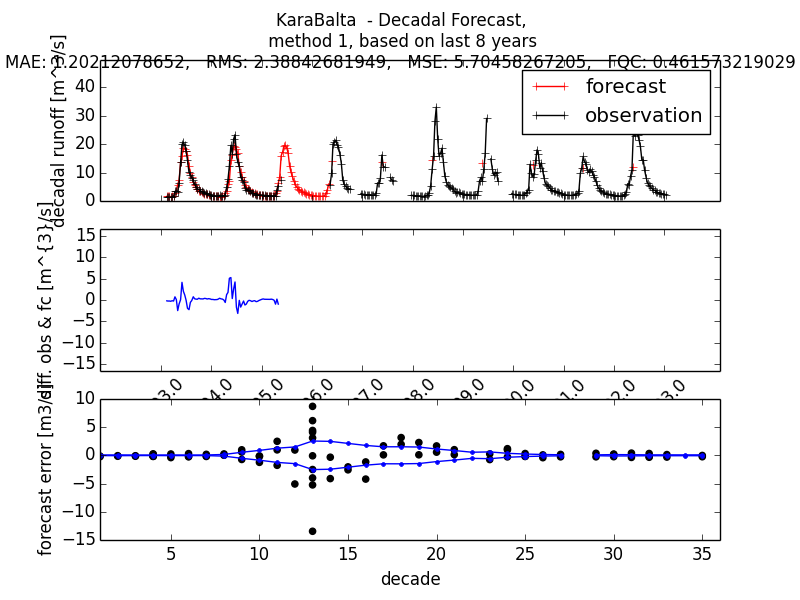 KaraBalta - Decadal Forecast,
method 1, based on last 8 years
RMS: 2.38842681949, MSE: 5.70458267205, FQC: 0.461573219029
decadal runoff [m^3/s]
40
30
20
10
0
forecast
observation
diff. obs & fc [m^{3}/s]
15
10
5
0
−5
−10
−15
forecast error [m3/s]
10
5
0
−5
−10
−15
5
10
15
20
25
30
35
decade